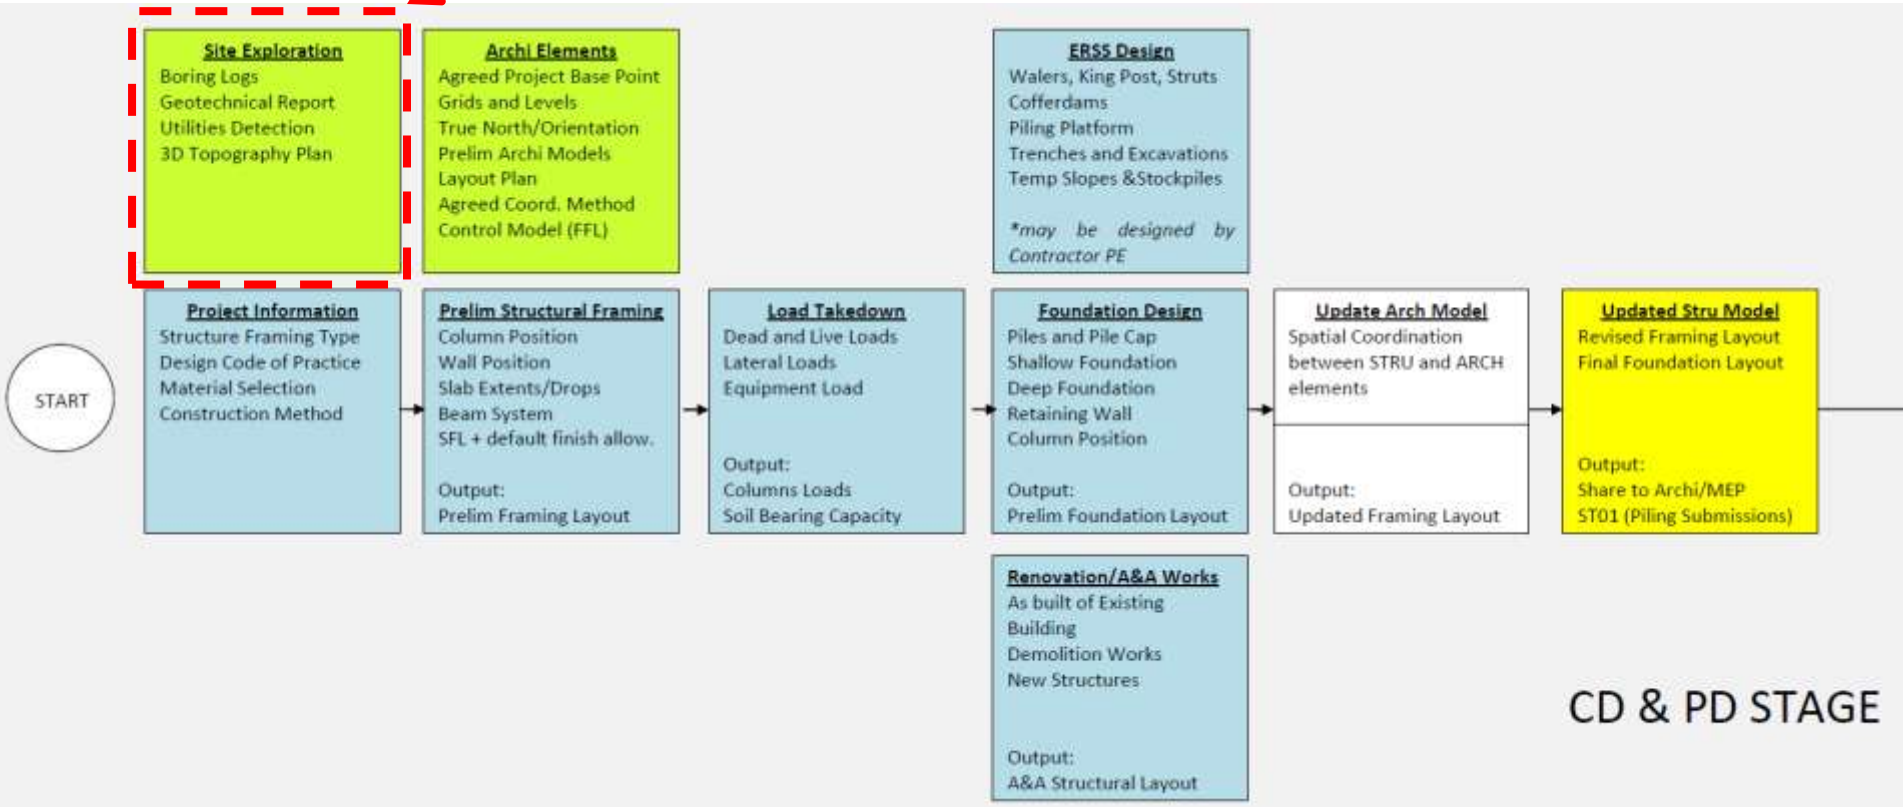 Site Exploration
Boring Logs
Geotechnical Report
Utilities Detection
3D Topography Plan
Archi Elements
Agreed Project Base Point
Grids and Levels
True North/Orientation
Prelim Archi Models
Layout Plan
Agreed Coord. Method
Control Model (FFL)
ERSS Design
Walers, King Post, Struts
Cofferdams
Piling Platform
Trenches and Excavations
Temp Slopes &Stockpiles
*may be designed by
Contractor PE
START
Project Information
Structure Framing Type
Design Code of Practice
Material Selection
Construction Method
Prelim Structural Framing
Column Position
Wall Position
Slab Extents/Drops
Beam System
SFL + default finish allow.
Output:
Prelim Framing Layout
Load Takedown
Dead and Live Loads
Lateral Loads
Equipment Load
Output:
Columns Loads
Soil Bearing Capacity
Foundation Design
Piles and Pile Cap
Shallow Foundation
Deep Foundation
Retaining Wall
Column Position
Output:
Prelim Foundation Layout
Update Arch Model
Spatial Coordination
between STRU and ARCH
elements
Output:
Updated Framing Layout
Updated Stru Model
Revised Framing Layout
Final Foundation Layout
Output:
Share to Archi/MEP
ST01 (Piling Submissions)
Renovation/A&A Works
As built of Existing
Building
Demolition Works
New Structures
Output:
A&A Structural Layout
CD & PD STAGE